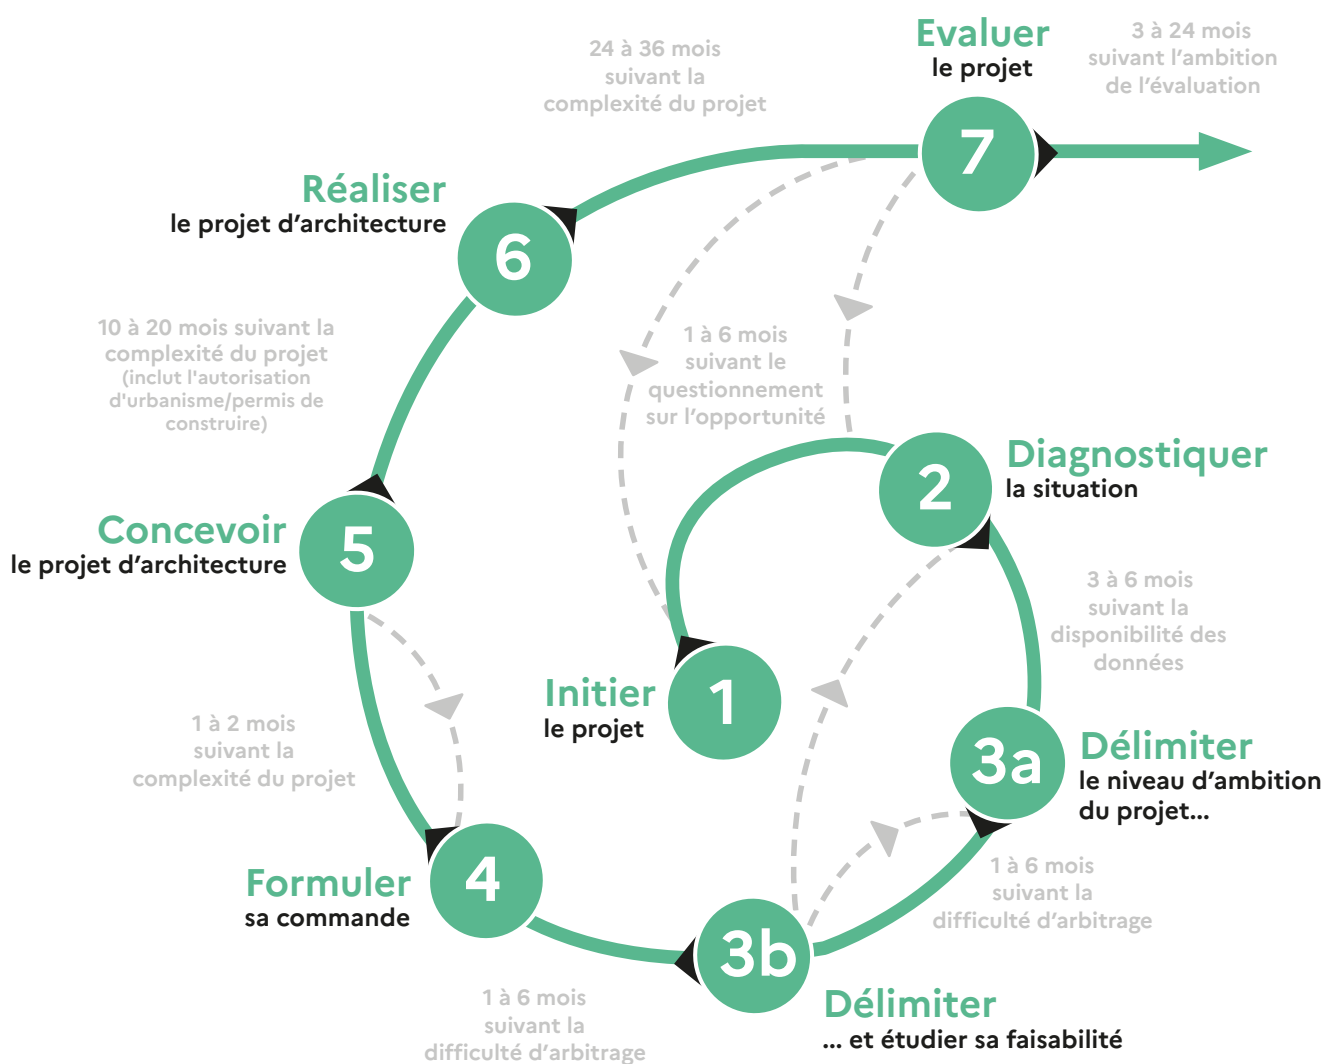 Evaluer
le projet
7
3 à 24 mois
suivant l'ambition
de l'évaluation
24 à 36 mois
suivant la
complexité du projet
Réaliser
le projet d'architecture
6
10 à 20 mois suivant la
complexité du projet
(inclut l'autorisation
d'urbanisme/permis de
construire)
1 à 6 mois
suivant le
questionnement
sur l'opportunité
2
Diagnostiquer
la situation
Concevoir
le projet d'architecture
5
3 à 6 mois
suivant la
disponibilité des
données
Initier
le projet
1
1 à 2 mois
suivant la
complexité du projet
3a
Délimiter
le niveau d'ambition
du projet...
Formuler
sa commande
4
1 à 6 mois
suivant la
difficulté d'arbitrage
3b
Délimiter
... et étudier sa faisabilité
1 à 6 mois
suivant la
difficulté d'arbitrage